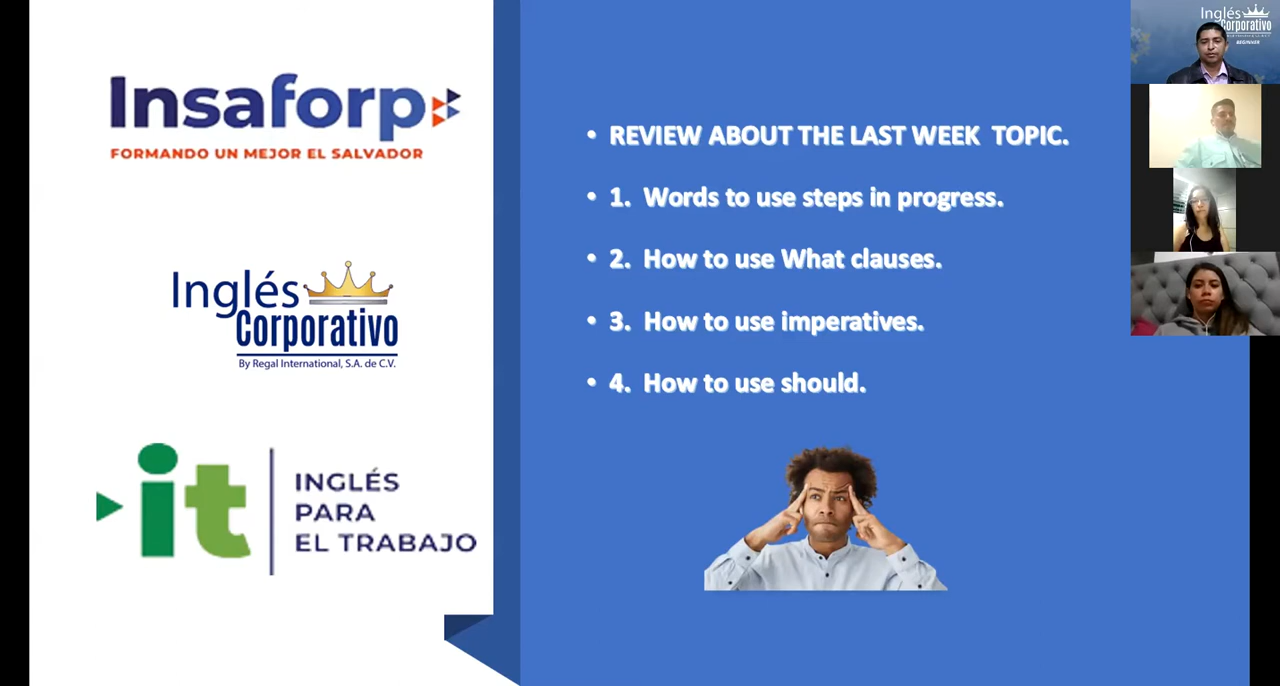 Insaforp
FORMANDO UN MEJOR EL SALVADOR
Inglés
Corporativo
By Regal International, S.A. de C.V.
it
INGLÉS
PARA
EL TRABAJO
• REVIEW ABOUT THE LAST WEEK TOPIC.
• 1. Words to use steps in progress.
• 2. How to use What clauses.
• 3. How to use imperatives.
• 4. How to use should.
Inglés
Corporativo
BEGINNER